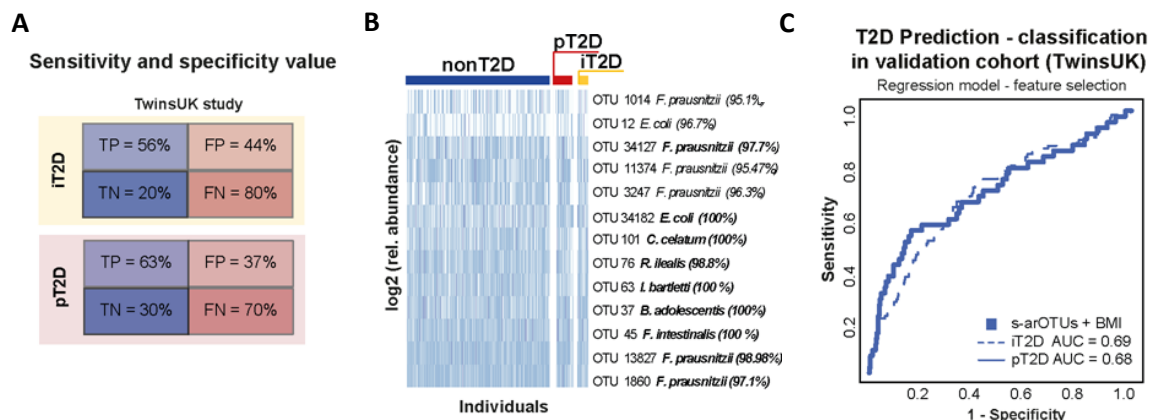 A
Sensitivity and specificity value
TwinsUK study
iT2D
TP = 56%
FP = 44%
TN = 20%
FN = 80%
pT2D
TP = 63%
FP = 37%
TN = 30%
FN = 70%
B
nonT2D
pT2D
iT2D
log2 (rel. abundance)
OTU 1014 F. prausnitzii (95.1%
OTU 12 E. coli (96.7%)
OTU 34127 F. prausnitzii (97.7%)
OTU 11374 F. prausnitzii (95.47%)
OTU 3247 F. prausnitzii (96.3%)
OTU 34182 E. coli (100%)
OTU 101 C. celatum (100%)
OTU 76 R. ilealis (98.8%)
OTU 63 I. bartletti (100 %)
OTU 37 B. adolescentis (100%)
OTU 45 F. intestinalis (100 %)
OTU 13827 F. prausnitzii (98.98%)
OTU 1860 F. prausnitzii (97.1%)
Individuals
C
T2D Prediction - classification
in validation cohort (TwinsUK)
Regression model - feature selection
Sensitivity
1.0
0.8
0.6
0.4
0.2
s-arOTUs + BMI
iT2D AUC = 0.69
pT2D AUC = 0.68
0.2 0.4 0.6 0.8 1.0
1 - Specificity